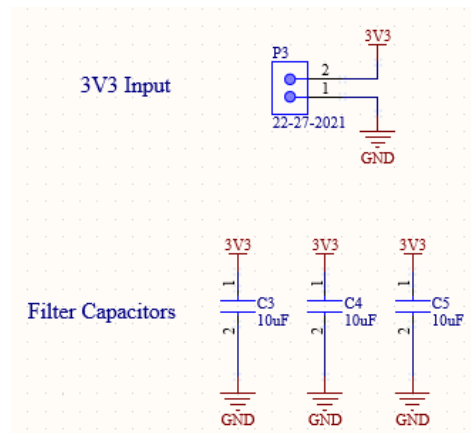 3V3
P3
2
3V3 Input
1
22-27-2021
GND
3V3 3V3 3V3
1 1 1
C3 C4 C5
Filter Capacitors
10uF 10uF 10uF
2 2 2
GND GND GND